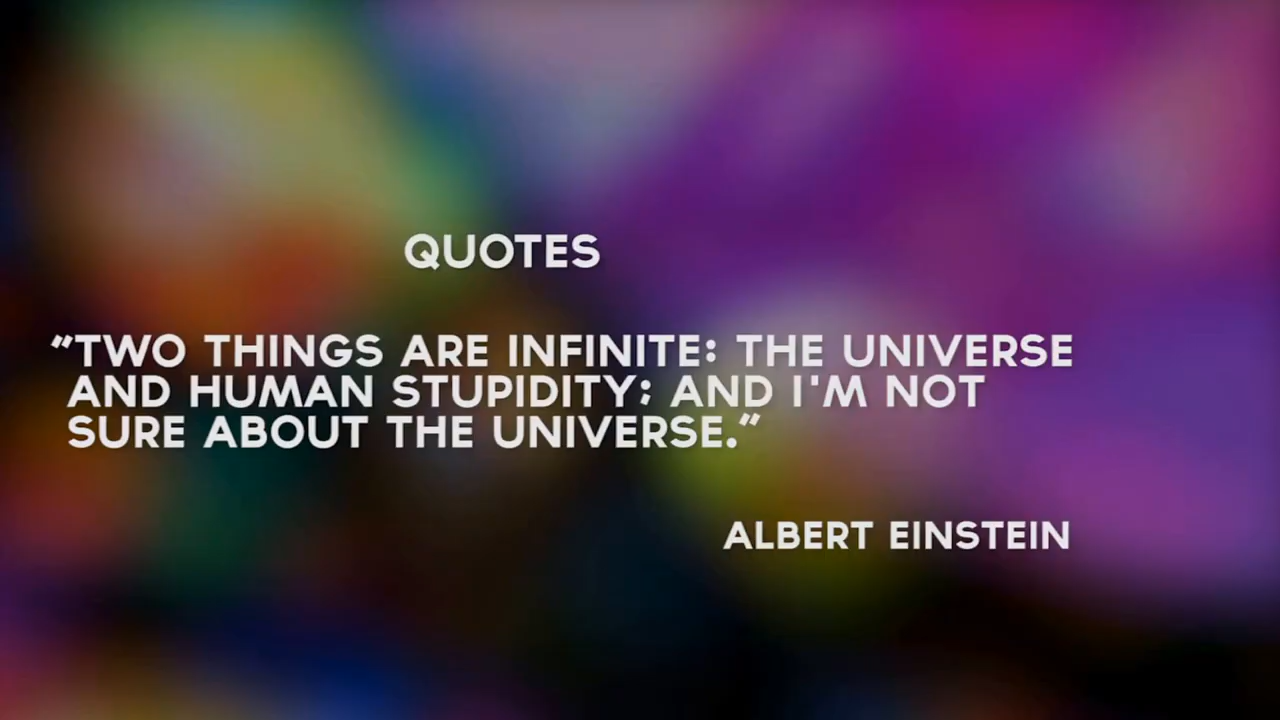 QUOTES
“TWO THINGS ARE INFINITE: THE UNIVERSE
AND HUMAN STUPIDITY; AND I'M NOT
SURE ABOUT THE UNIVERSE.”
ALBERT EINSTEIN